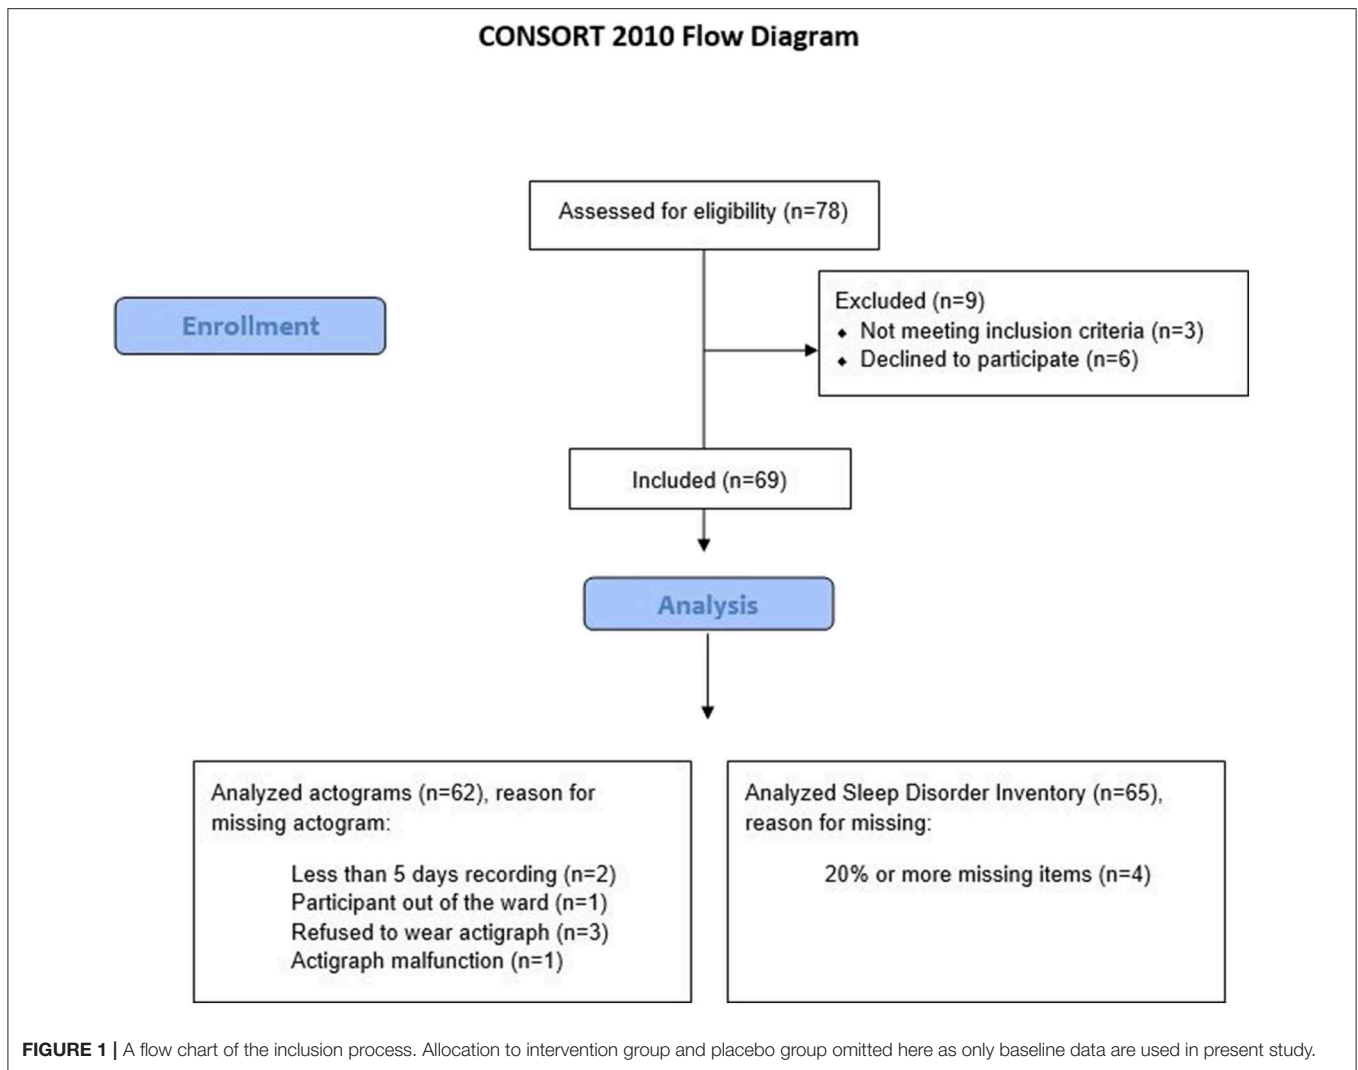 CONSORT 2010 Flow Diagram
Assessed for eligibility (n=78)
Enrollment
Excluded (n=9)
⬥ Not meeting inclusion criteria (n=3)
⬥ Declined to participate (n=6)
Included (n=69)
Analysis
Analyzed actograms (n=62), reason for
missing actogram:
Less than 5 days recording (n=2)
Participant out of the ward (n=1)
Refused to wear actigraph (n=3)
Actigraph malfunction (n=1)
Analyzed Sleep Disorder Inventory (n=65),
reason for missing:
20% or more missing items (n=4)
FIGURE 1 | A flow chart of the inclusion process. Allocation to intervention group and placebo group omitted here as only baseline data are used in present study.